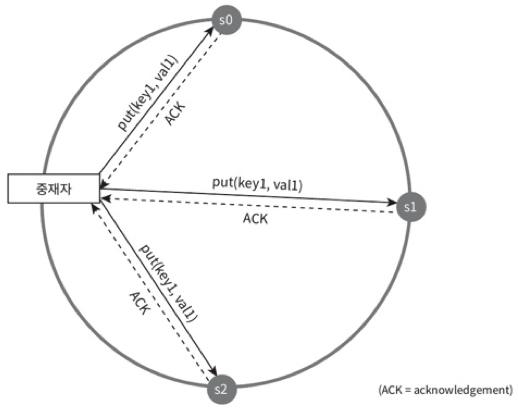 s0
put(key1, val1)
ACK
중재자
put(key1, val1)
ACK
s1
put(key1, val1)
ACK
s2
(ACK = acknowledgement)